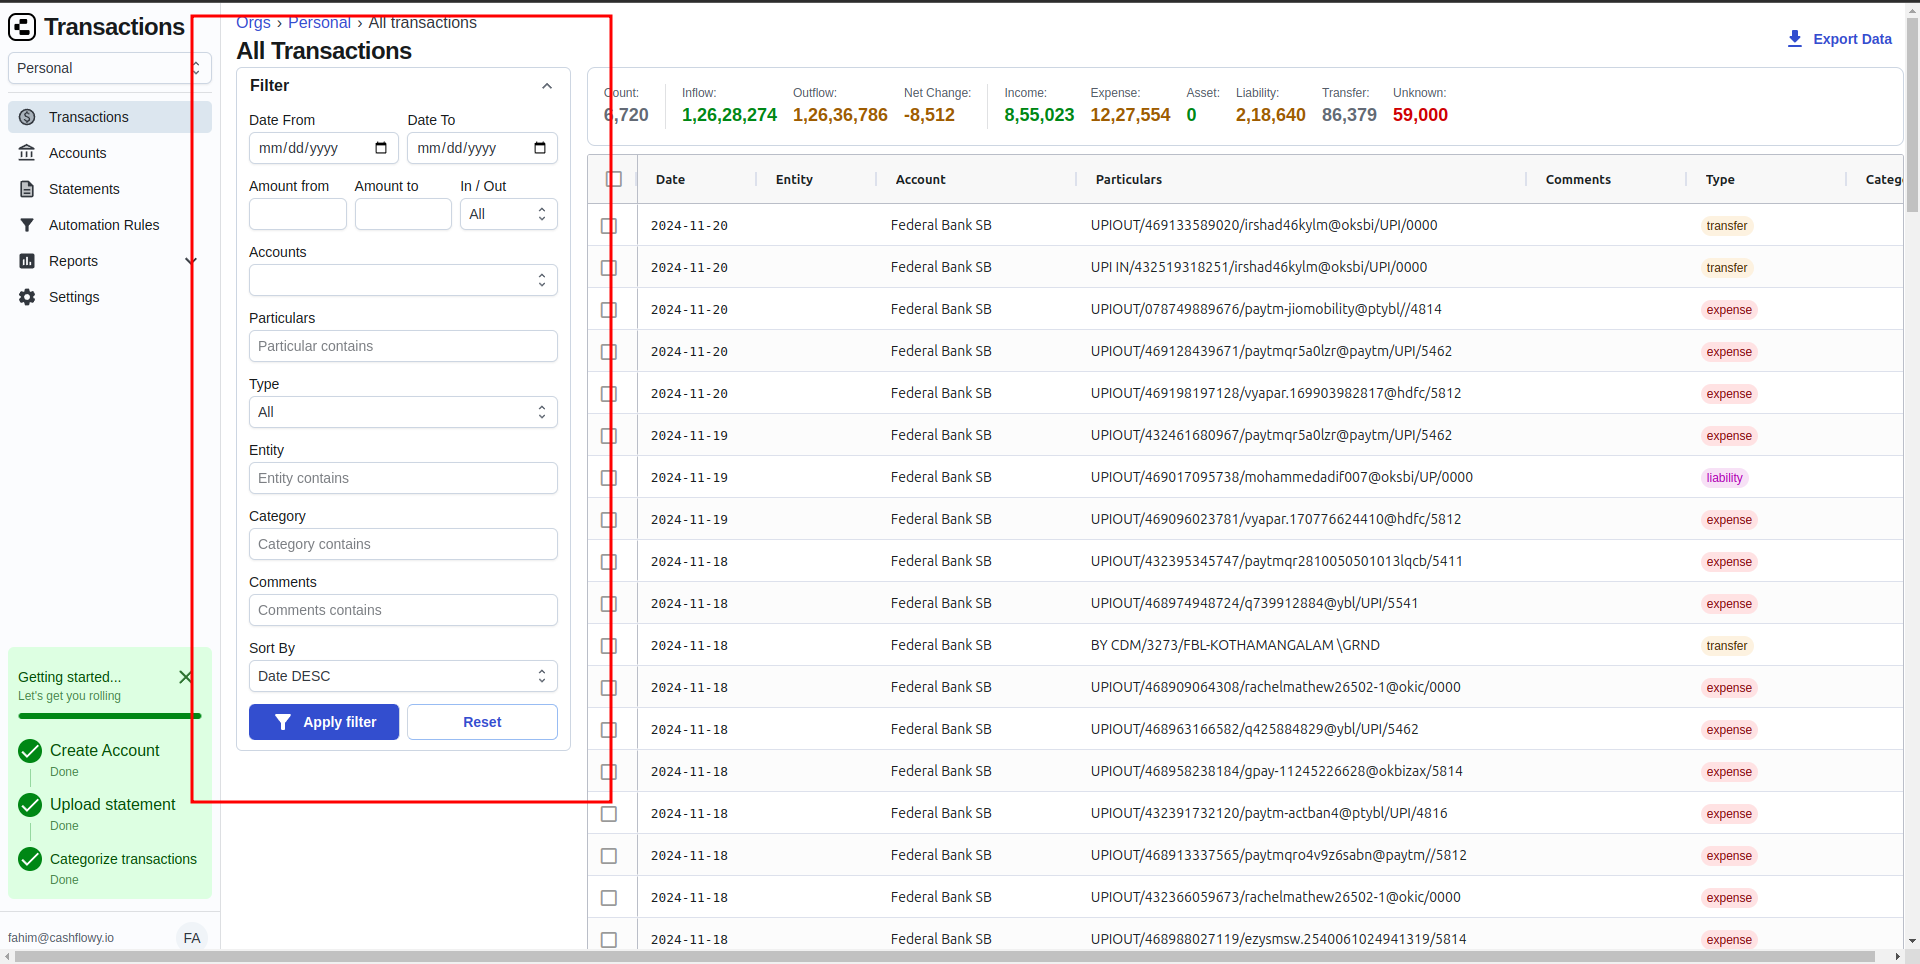 Transactions
Personal
Transactions
Accounts
Statements
Automation Rules
Reports
Settings
Getting started...
Let's get you rolling
Create Account
Done
Upload statement
Done
Categorize transactions
Done
fahim@cashflowy.io
FA
Orgs › Personal › All transactions
All Transactions
Export Data
Filter
Date From Date To
mm/dd/yyyy mm/dd/yyyy
Amount from Amount to In / Out
All
Accounts
Particulars
Particular contains
Type
All
Entity
Entity contains
Category
Category contains
Comments
Comments contains
Sort By
Date DESC
Apply filter Reset
Count: Inflow: Outflow: Net Change: Income: Expense: Asset: Liability: Transfer: Unknown:
6,720 1,26,28,274 1,26,36,786 -8,512 8,55,023 12,27,554 0 2,18,640 86,379 59,000
Date Entity Account Particulars Comments Type Categ
2024-11-20 Federal Bank SB UPIOUT/469133589020/irshad46kylm@oksbi/UPI/0000 transfer
2024-11-20 Federal Bank SB UPI IN/432519318251/irshad46kylm@oksbi/UPI/0000 transfer
2024-11-20 Federal Bank SB UPIOUT/078749889676/paytm-jiomobility@ptybl//4814 expense
2024-11-20 Federal Bank SB UPIOUT/469128439671/paytmqr5a0lzr@paytm/UPI/5462 expense
2024-11-20 Federal Bank SB UPIOUT/469198197128/vyapar.169903982817@hdfc/5812 expense
2024-11-19 Federal Bank SB UPIOUT/432461680967/paytmqr5a0lzr@paytm/UPI/5462 expense
2024-11-19 Federal Bank SB UPIOUT/469017095738/mohammedadif007@oksbi/UP/0000 liability
2024-11-19 Federal Bank SB UPIOUT/469096023781/vyapar.170776624410@hdfc/5812 expense
2024-11-18 Federal Bank SB UPIOUT/432395345747/paytmqr2810050501013lqcb/5411 expense
2024-11-18 Federal Bank SB UPIOUT/468974948724/q739912884@ybl/UPI/5541 expense
2024-11-18 Federal Bank SB BY CDM/3273/FBL-KOTHAMANGALAM \GRND transfer
2024-11-18 Federal Bank SB UPIOUT/468909064308/rachelmathew26502-1@okic/0000 expense
2024-11-18 Federal Bank SB UPIOUT/468963166582/q425884829@ybl/UPI/5462 expense
2024-11-18 Federal Bank SB UPIOUT/468958238184/gpay-11245226628@okbizax/5814 expense
2024-11-18 Federal Bank SB UPIOUT/432391732120/paytm-actban4@ptybl/UPI/4816 expense
2024-11-18 Federal Bank SB UPIOUT/468913337565/paytmqro4v9z6sabn@paytm//5812 expense
2024-11-18 Federal Bank SB UPIOUT/432366059673/rachelmathew26502-1@okic/0000 expense
2024-11-18 Federal Bank SB UPIOUT/468988027119/ezysmsw.2540061024941319/5814 expense